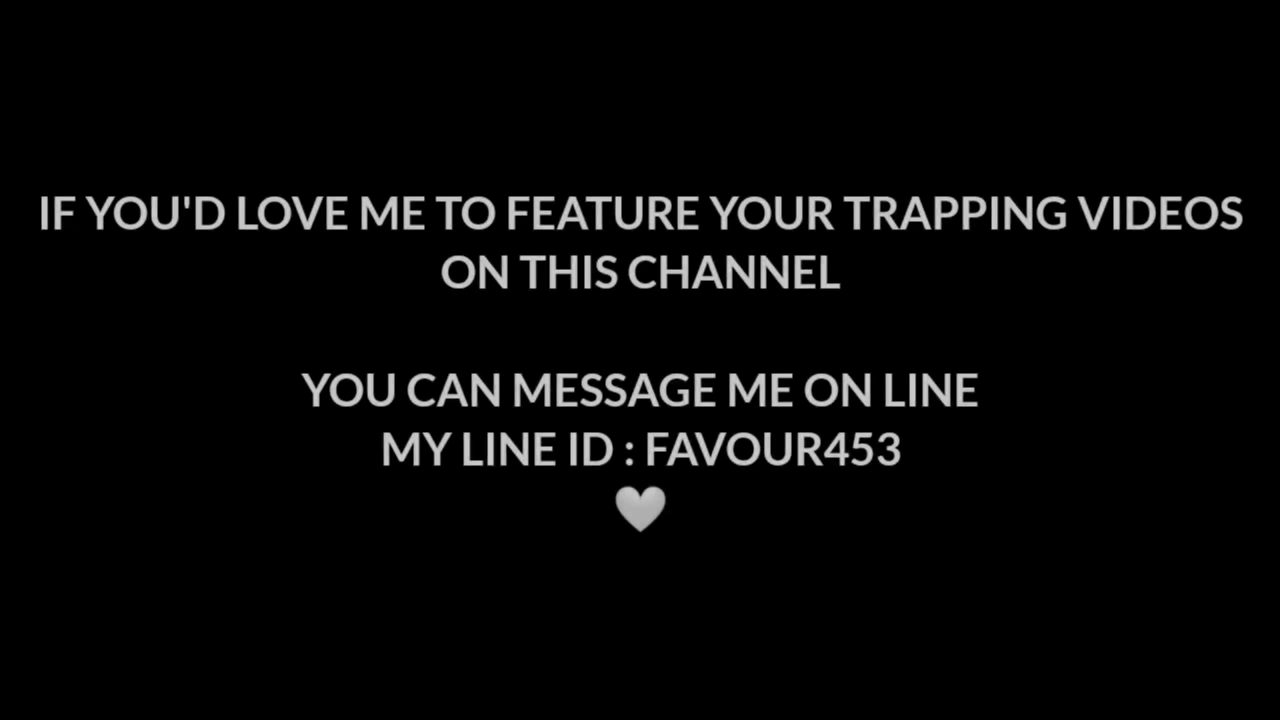 IF YOU'D LOVE ME TO FEATURE YOUR TRAPPING VIDEOS
ON THIS CHANNEL
YOU CAN MESSAGE ME ON LINE
MY LINE ID : FAVOUR453